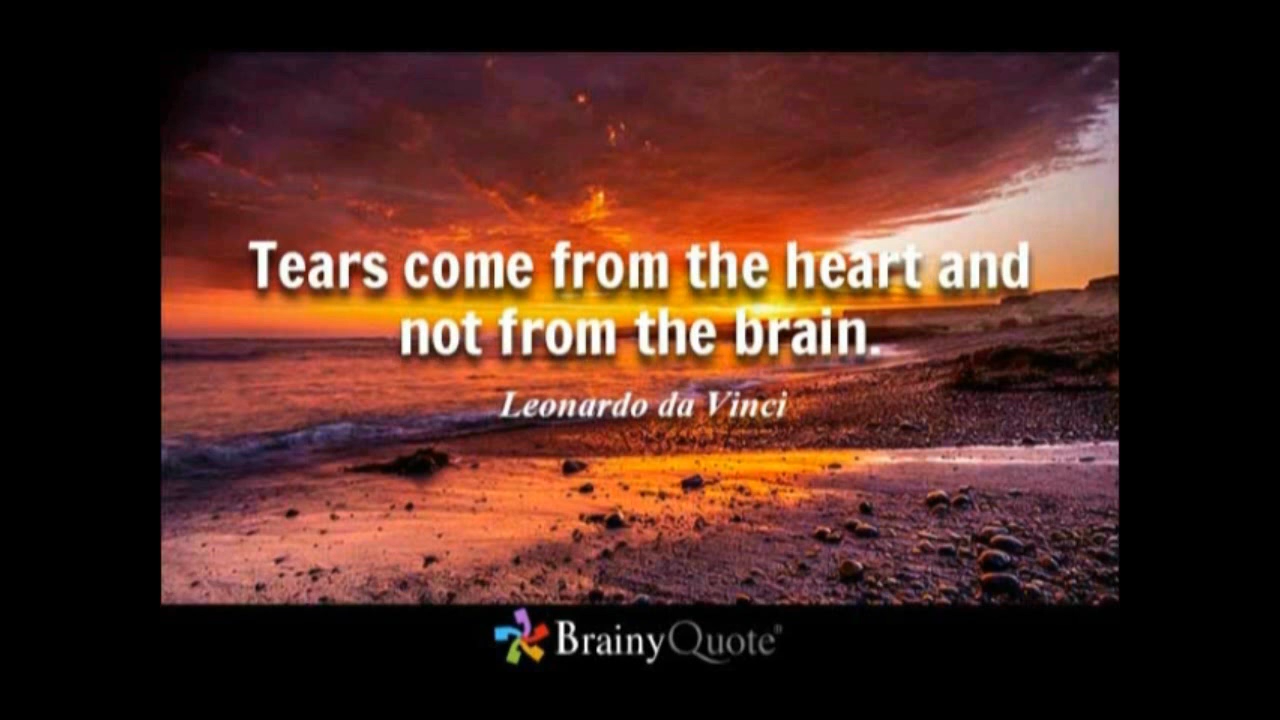 Tears come from the heart and
not from the brain.
Leonardo da Vinci
BrainyQuote®